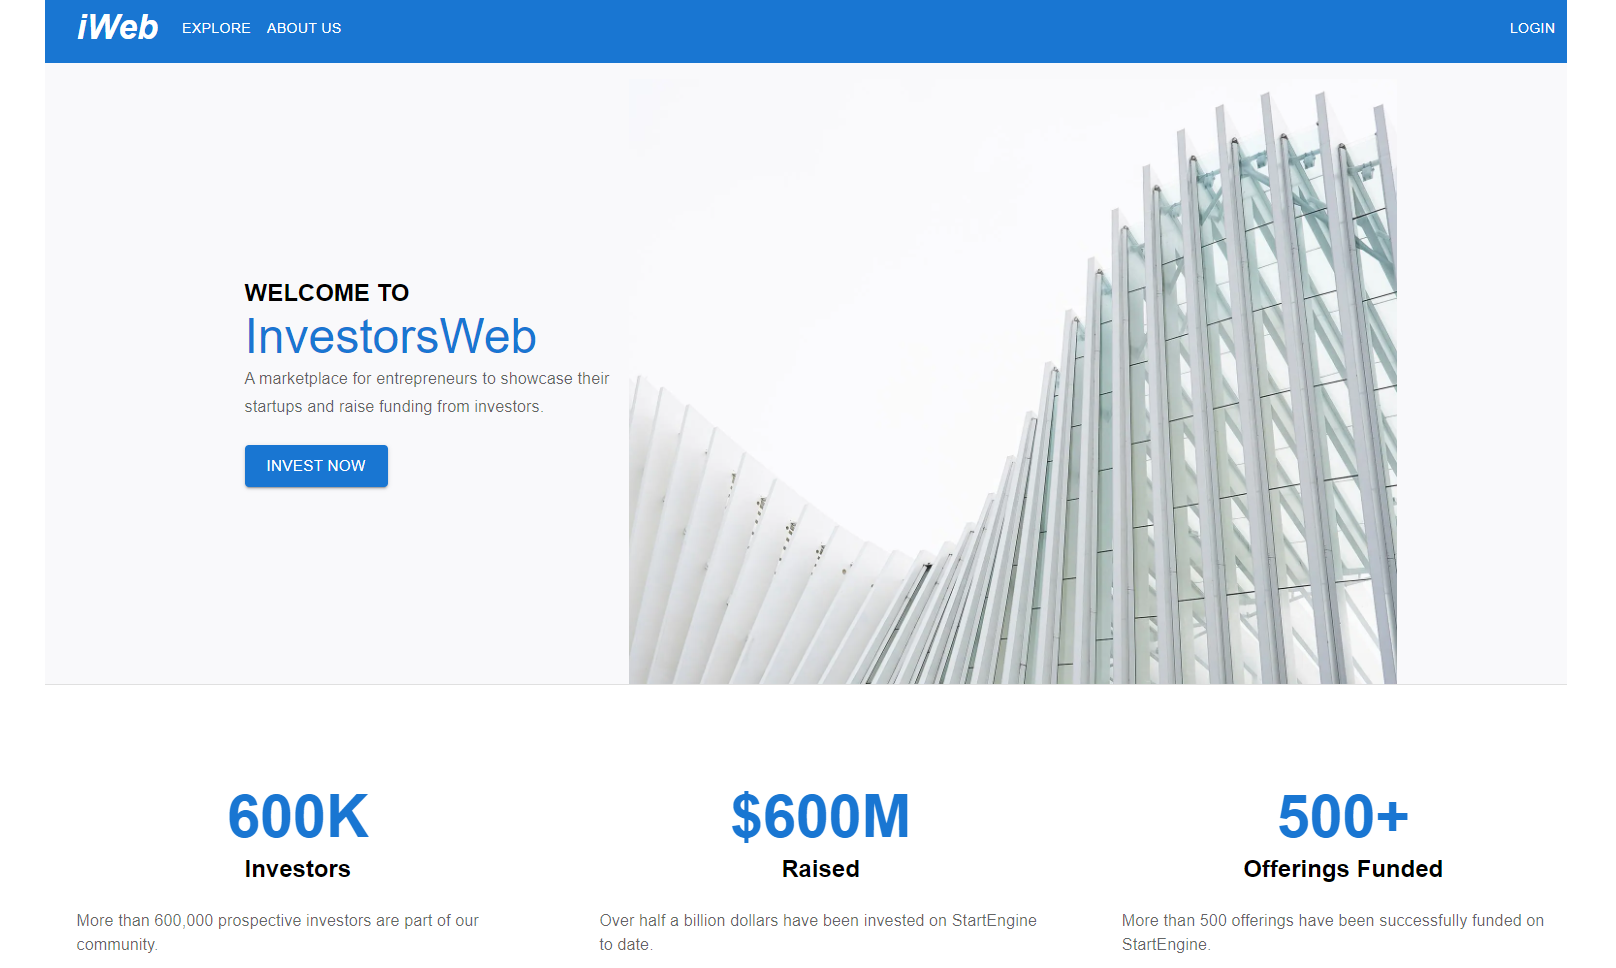 iWeb EXPLORE ABOUT US LOGIN
WELCOME TO
InvestorsWeb
A marketplace for entrepreneurs to showcase their
startups and raise funding from investors.
INVEST NOW
600K
Investors
More than 600,000 prospective investors are part of our
community.
$600M
Raised
Over half a billion dollars have been invested on StartEngine
to date.
500+
Offerings Funded
More than 500 offerings have been successfully funded on
StartEngine.